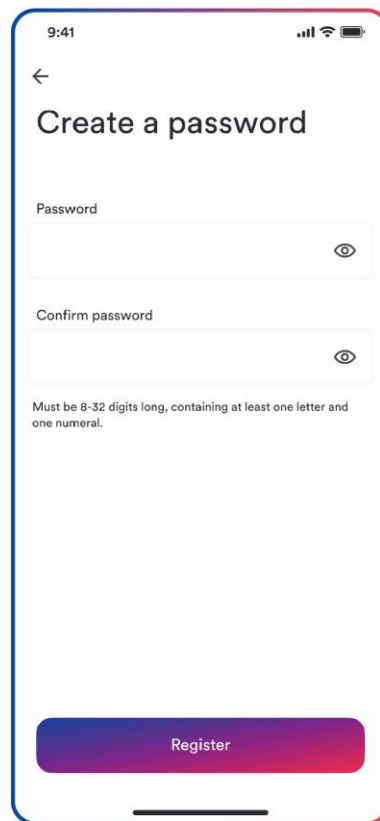 9:41
Create a password
Password
Confirm password
Must be 8-32 digits long, containing at least one letter and
one numeral.
Register